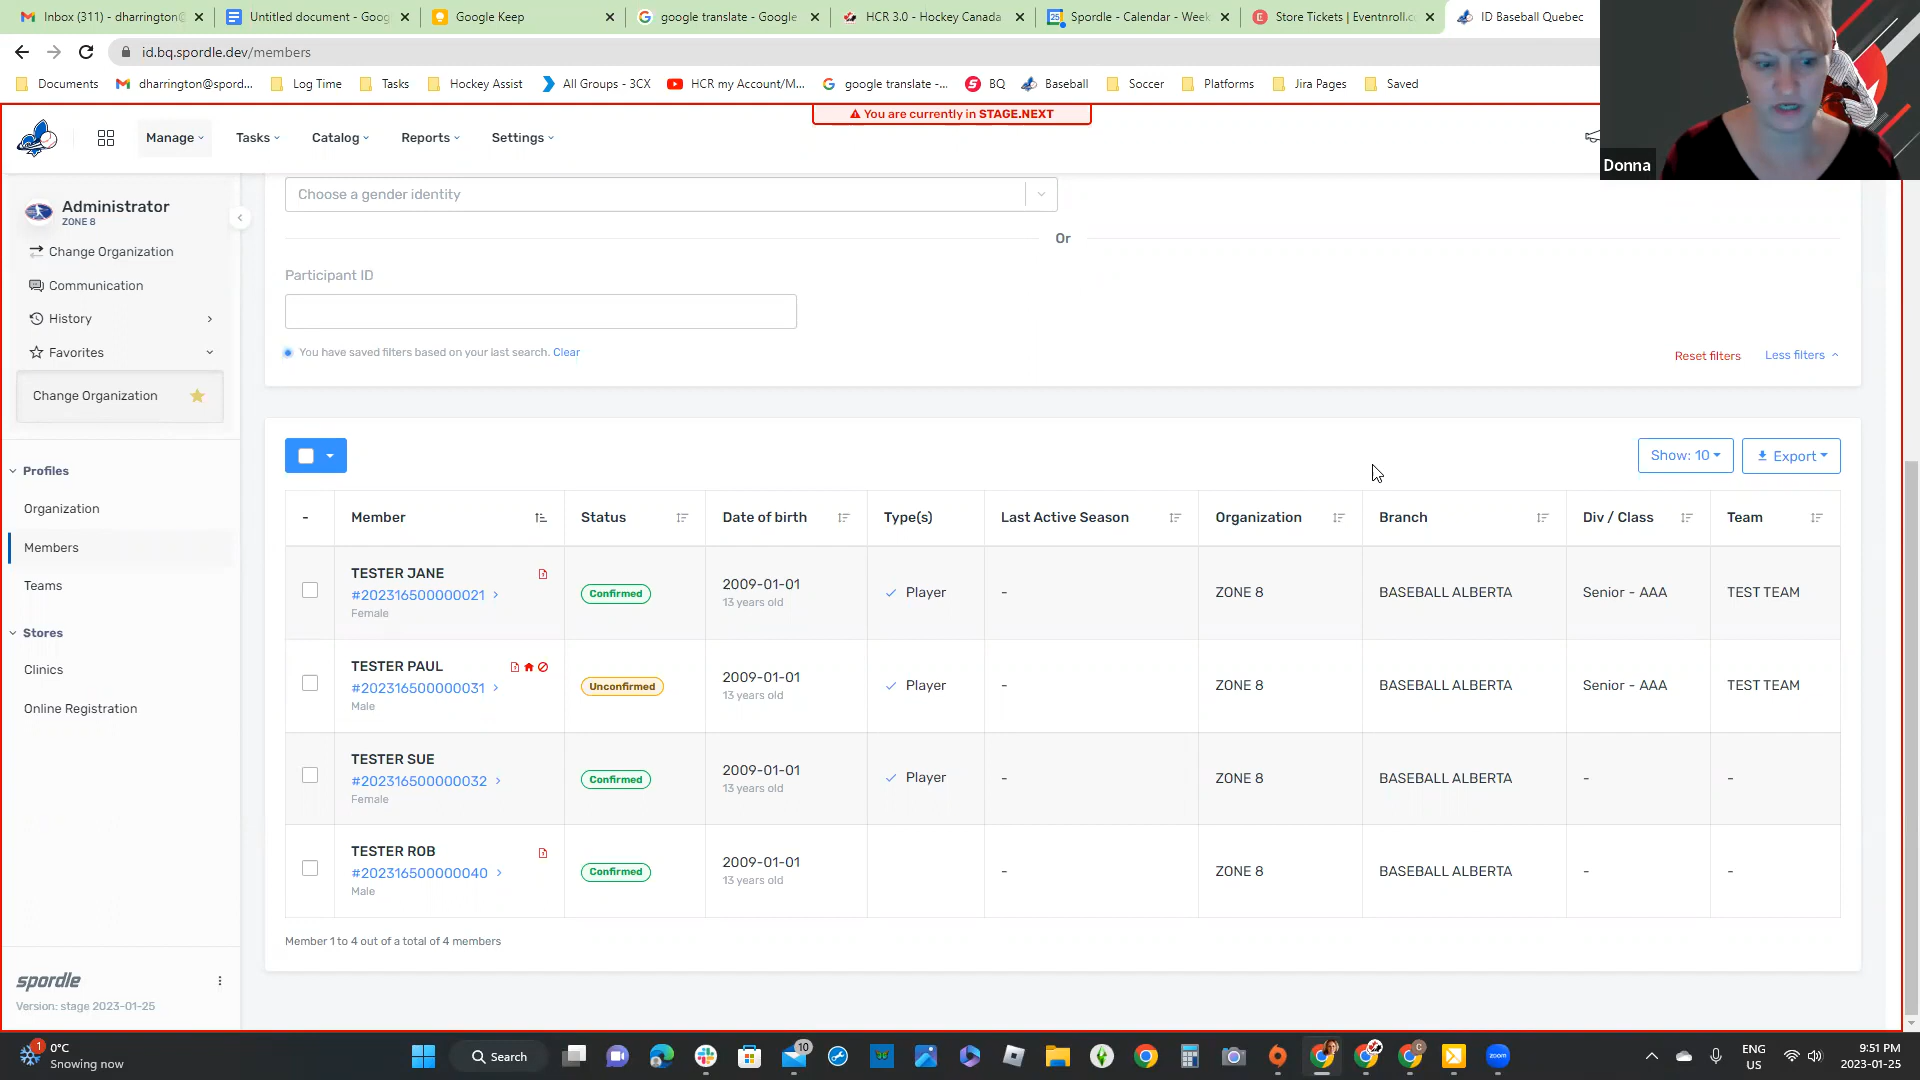 Inbox (311) - dharrington@
Untitled document - Goog
Google Keep
google translate - Google
HCR 3.0 - Hockey Canada
Spordle - Calendar - Week
Store Tickets | Eventnroll.c
ID Baseball Quebec
id.bq.spordle.dev/members
Documents
dharrington@spord...
Log Time
Tasks
Hockey Assist
All Groups - 3CX
HCR my Account/M...
google translate -...
BQ
Baseball
Soccer
Platforms
Jira Pages
Saved
You are currently in STAGE.NEXT
Manage
Tasks
Catalog
Reports
Settings
Donna
Administrator
ZONE 8
Change Organization
Communication
History
Favorites
Change Organization
Profiles
Organization
Members
Teams
Stores
Clinics
Online Registration
spordle
Version: stage 2023-01-25
Choose a gender identity
Or
Participant ID
You have saved filters based on your last search. Clear
Reset filters
Less filters
Show: 10
Export
- Member Status Date of birth Type(s) Last Active Season Organization Branch Div / Class Team
TESTER JANE
#202316500000021
Female
Confirmed
2009-01-01
13 years old
Player
-
ZONE 8
BASEBALL ALBERTA
Senior - AAA
TEST TEAM
TESTER PAUL
#202316500000031
Male
Unconfirmed
2009-01-01
13 years old
Player
-
ZONE 8
BASEBALL ALBERTA
Senior - AAA
TEST TEAM
TESTER SUE
#202316500000032
Female
Confirmed
2009-01-01
13 years old
Player
-
ZONE 8
BASEBALL ALBERTA
-
-
TESTER ROB
#202316500000040
Male
Confirmed
2009-01-01
13 years old
-
ZONE 8
BASEBALL ALBERTA
-
-
Member 1 to 4 out of a total of 4 members
1
0°C
Snowing now
Search
10
C
zoom
ENG
US
9:51 PM
2023-01-25